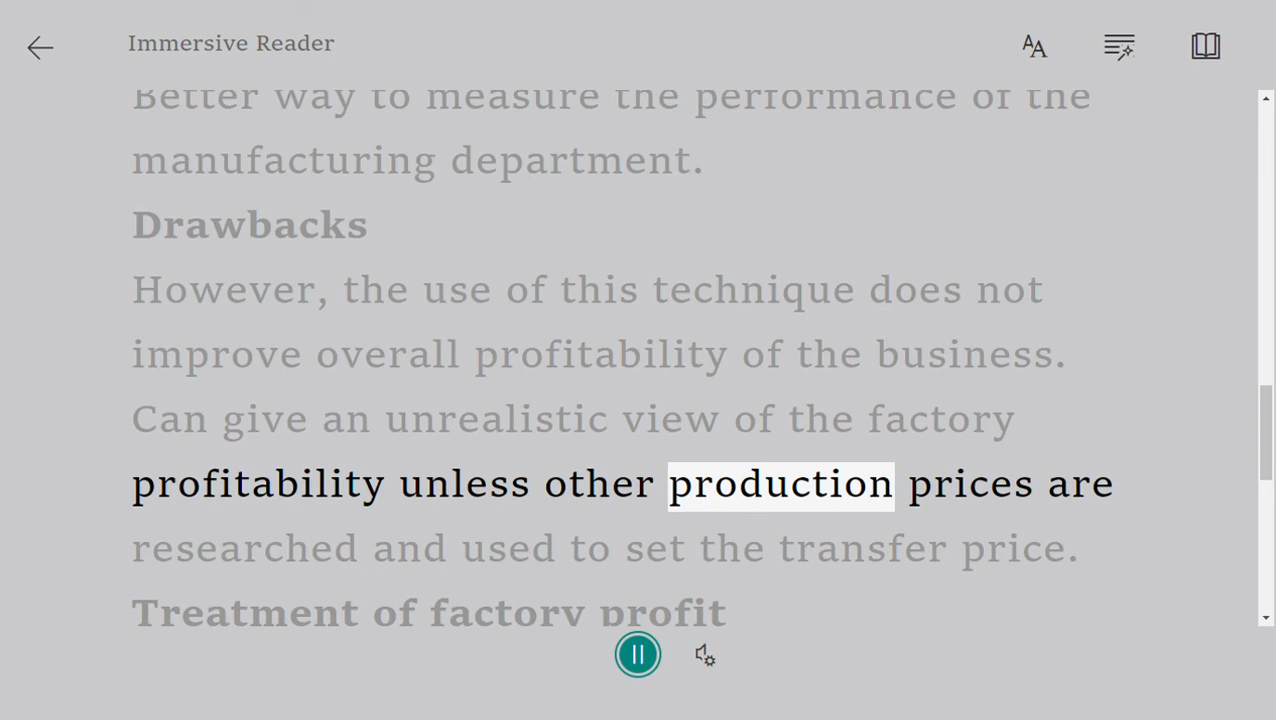 Immersive Reader
Better way to measure the performance of the
manufacturing department.
Drawbacks
However, the use of this technique does not
improve overall profitability of the business.
Can give an unrealistic view of the factory
profitability unless other production prices are
researched and used to set the transfer price.
Treatment of factory profit